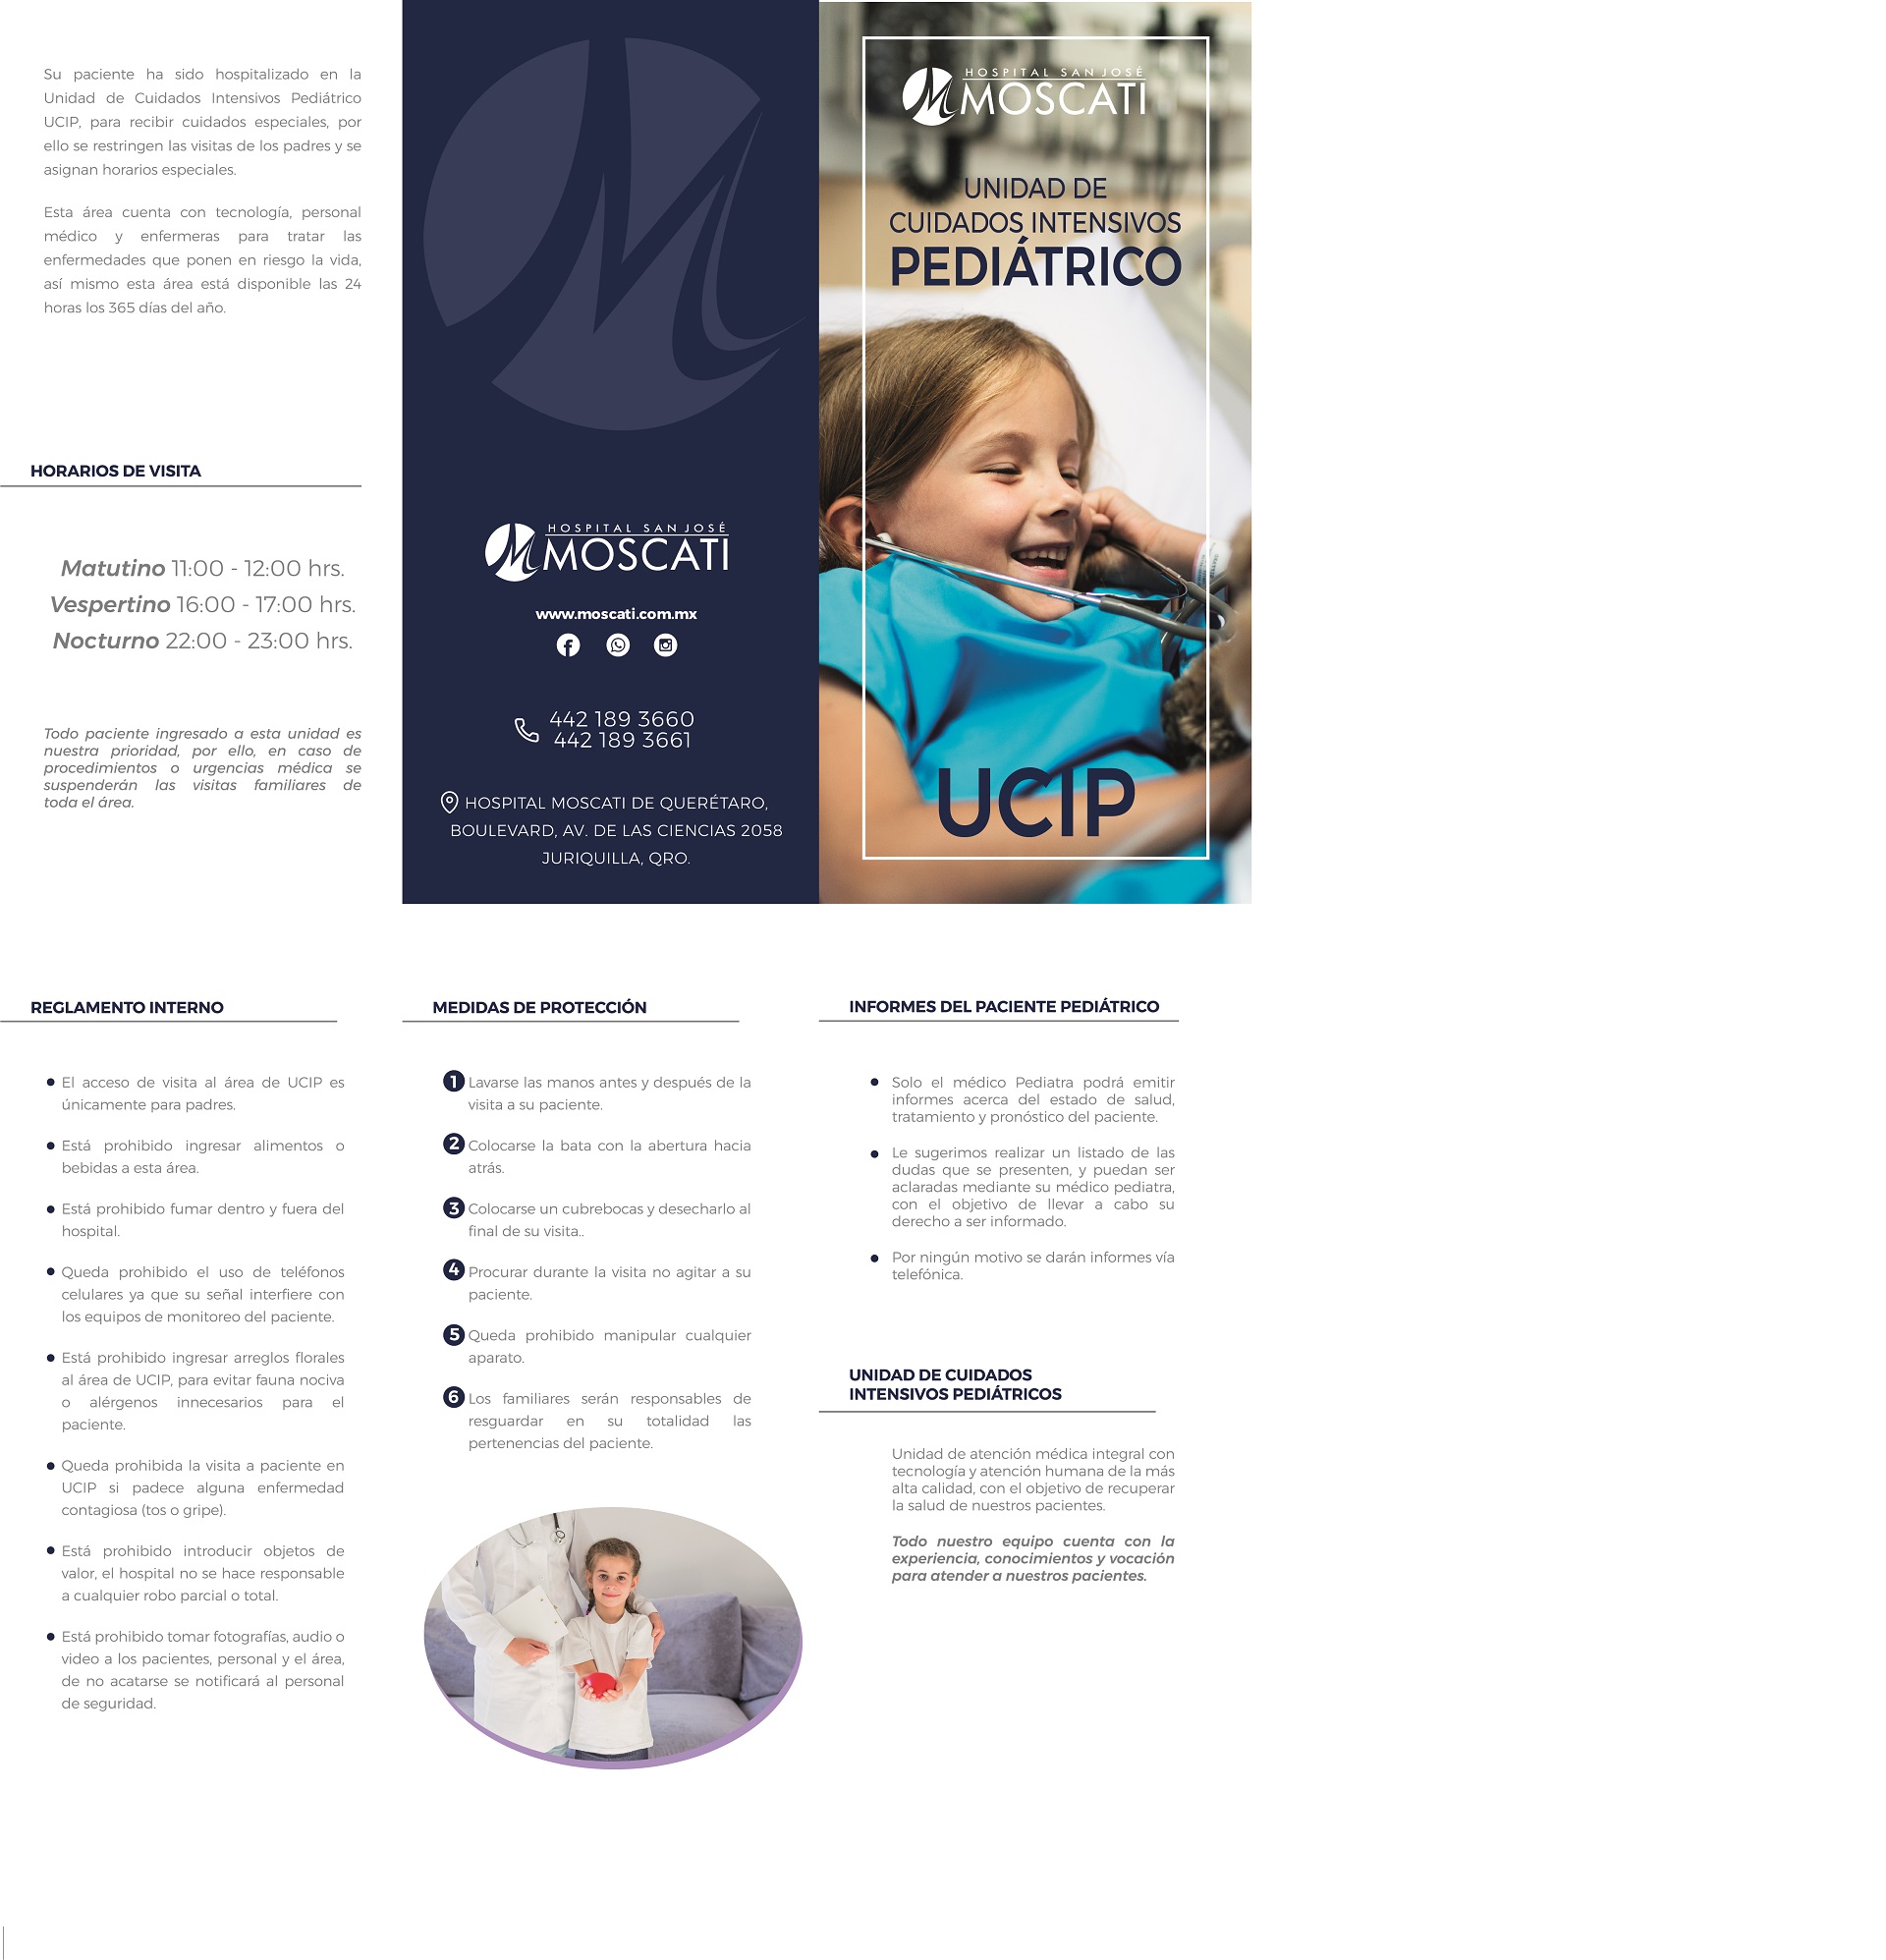 Su paciente ha sido hospitalizado en la
Unidad de Cuidados Intensivos Pediátrico
UCIP, para recibir cuidados especiales, por
ello se restringen las visitas de los padres y se
asignan horarios especiales.
Esta área cuenta con tecnología, personal
médico y enfermeras para tratar las
enfermedades que ponen en riesgo la vida,
así mismo esta área está disponible las 24
horas los 365 días del año.
HORARIOS DE VISITA
Matutino 11:00 - 12:00 hrs.
Vespertino 16:00 - 17:00 hrs.
Nocturno 22:00 - 23:00 hrs.
Todo paciente ingresado a esta unidad es
nuestra prioridad, por ello, en caso de
procedimientos o urgencias médica se
suspenderán las visitas familiares de
toda el área.
HOSPITAL SAN JOSÉ
MOSCATI
www.moscati.com.mx
442 189 3660
442 189 3661
HOSPITAL MOSCATI DE QUERÉTARO,
BOULEVARD, AV. DE LAS CIENCIAS 2058
JURIQUILLA, QRO.
HOSPITAL SAN JOSÉ
MOSCATI
UNIDAD DE
CUIDADOS INTENSIVOS
PEDIÁTRICO
UCIP
REGLAMENTO INTERNO
● El acceso de visita al área de UCIP es
únicamente para padres.
● Está prohibido ingresar alimentos o
bebidas a esta área.
● Está prohibido fumar dentro y fuera del
hospital.
● Queda prohibido el uso de teléfonos
celulares ya que su señal interfiere con
los equipos de monitoreo del paciente.
● Está prohibido ingresar arreglos florales
al área de UCIP, para evitar fauna nociva
o alérgenos innecesarios para el
paciente.
● Queda prohibida la visita a paciente en
UCIP si padece alguna enfermedad
contagiosa (tos o gripe).
● Está prohibido introducir objetos de
valor, el hospital no se hace responsable
a cualquier robo parcial o total.
● Está prohibido tomar fotografías, audio o
video a los pacientes, personal y el área,
de no acatarse se notificará al personal
de seguridad.
MEDIDAS DE PROTECCIÓN
1 Lavarse las manos antes y después de la
visita a su paciente.
2 Colocarse la bata con la abertura hacia
atrás.
3 Colocarse un cubrebocas y desecharlo al
final de su visita..
4 Procurar durante la visita no agitar a su
paciente.
5 Queda prohibido manipular cualquier
aparato.
6 Los familiares serán responsables de
resguardar en su totalidad las
pertenencias del paciente.
INFORMES DEL PACIENTE PEDIÁTRICO
● Solo el médico Pediatra podrá emitir
informes acerca del estado de salud,
tratamiento y pronóstico del paciente.
● Le sugerimos realizar un listado de las
dudas que se presenten, y puedan ser
aclaradas mediante su médico pediatra,
con el objetivo de llevar a cabo su
derecho a ser informado.
● Por ningún motivo se darán informes vía
telefónica.
UNIDAD DE CUIDADOS
INTENSIVOS PEDIÁTRICOS
Unidad de atención médica integral con
tecnología y atención humana de la más
alta calidad, con el objetivo de recuperar
la salud de nuestros pacientes.
Todo nuestro equipo cuenta con la
experiencia, conocimientos y vocación
para atender a nuestros pacientes.